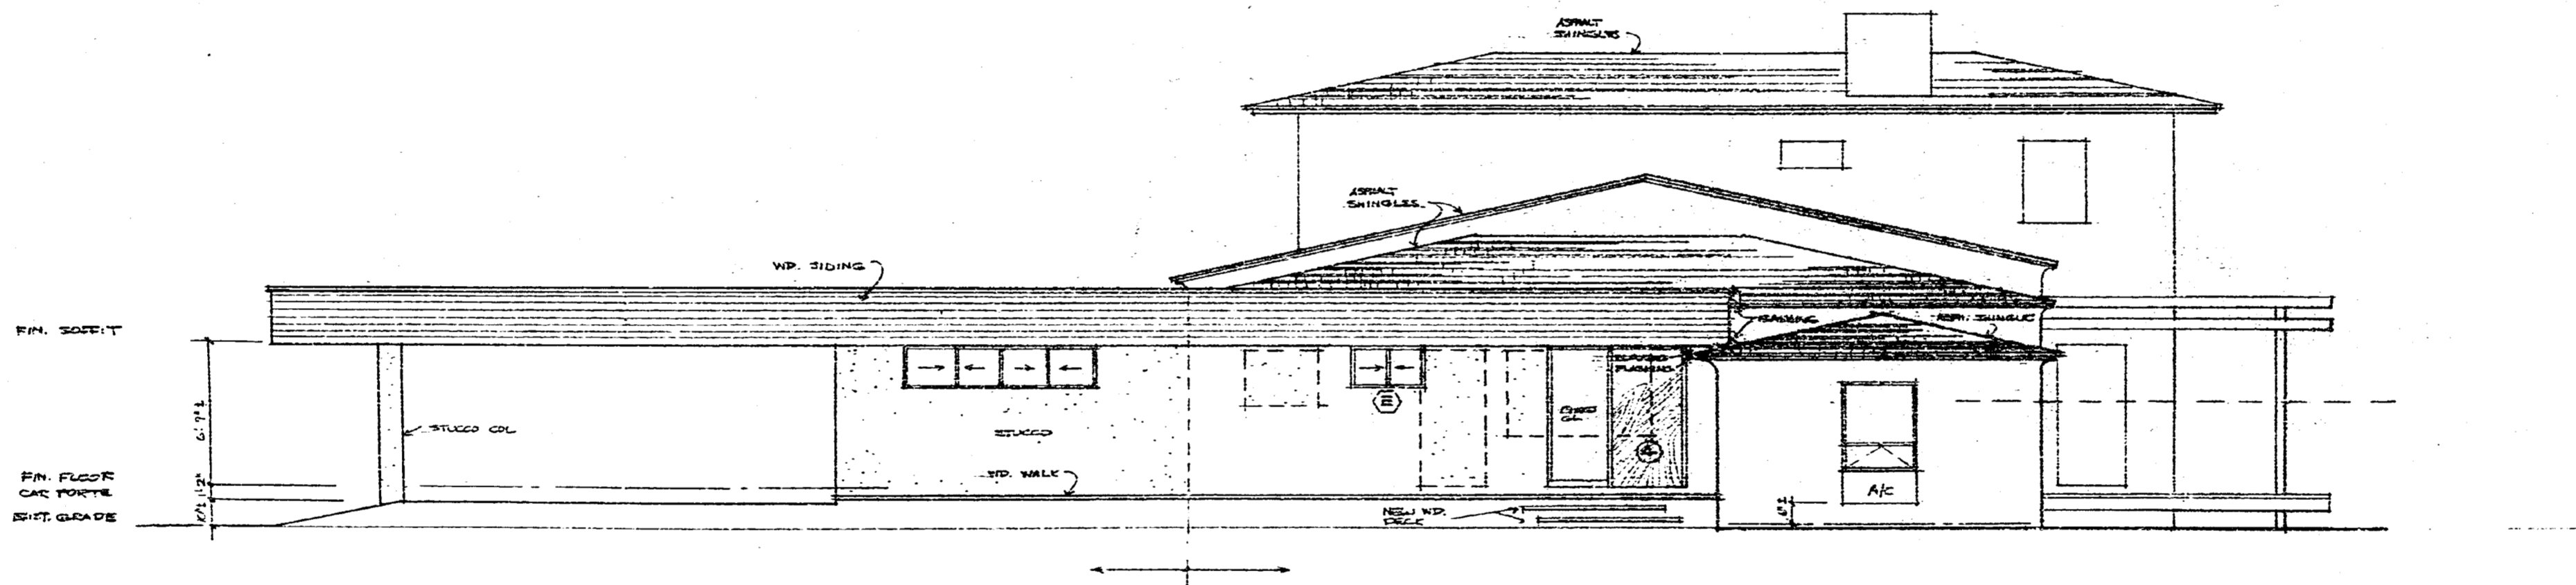 ASPHALT
SHINGLES
ASPHALT
SHINGLES
WD. SIDING
FIN. SOFFIT
FLASHING
ASPH. SHINGLE
FLASHING
E
STUCCO COL
STUCCO
GL.
A
WD. WALK
FIN. FLOOR
CAR PORTE
EXIST. GRADE
A/C
NEW WD.
DECK